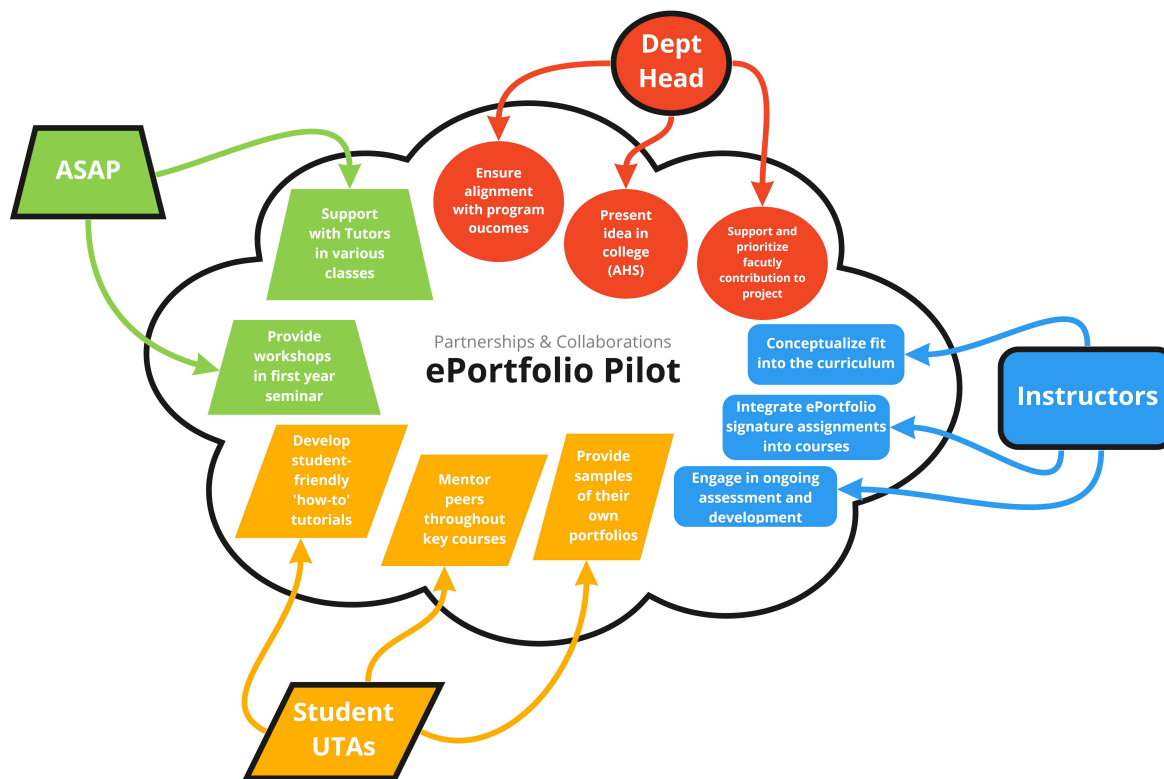 Dept
Head
ASAP
Ensure
alignment
with program
oucomes
Present
idea in
college
(AHS)
Support and
prioritize
facutly
contribution to
project
Support
with Tutors
in various
classes
Provide
workshops
in first year
seminar
Partnerships & Collaborations
ePortfolio Pilot
Conceptualize fit
into the curriculum
Integrate ePortfolio
signature assignments
into courses
Engage in ongoing
assessment and
development
Instructors
Develop
student-
friendly
'how-to'
tutorials
Mentor
peers
throughout
key courses
Provide
samples
of their
own
portfolios
Student
UTAs